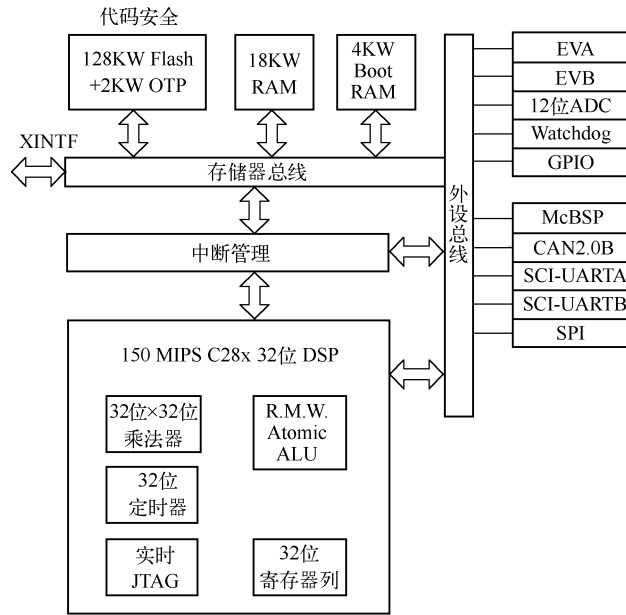 代码安全
128KW Flash
+2KW OTP
18KW
RAM
4KW
Boot
RAM
XINTF
存储器总线
中断管理
外设总线
EVA
EVB
12位ADC
Watchdog
GPIO
McBSP
CAN2.0B
SCI-UARTA
SCI-UARTB
SPI
150 MIPS C28x 32位 DSP
32位×32位
乘法器
R.M.W.
Atomic
ALU
32位
定时器
实时
JTAG
32位
寄存器列